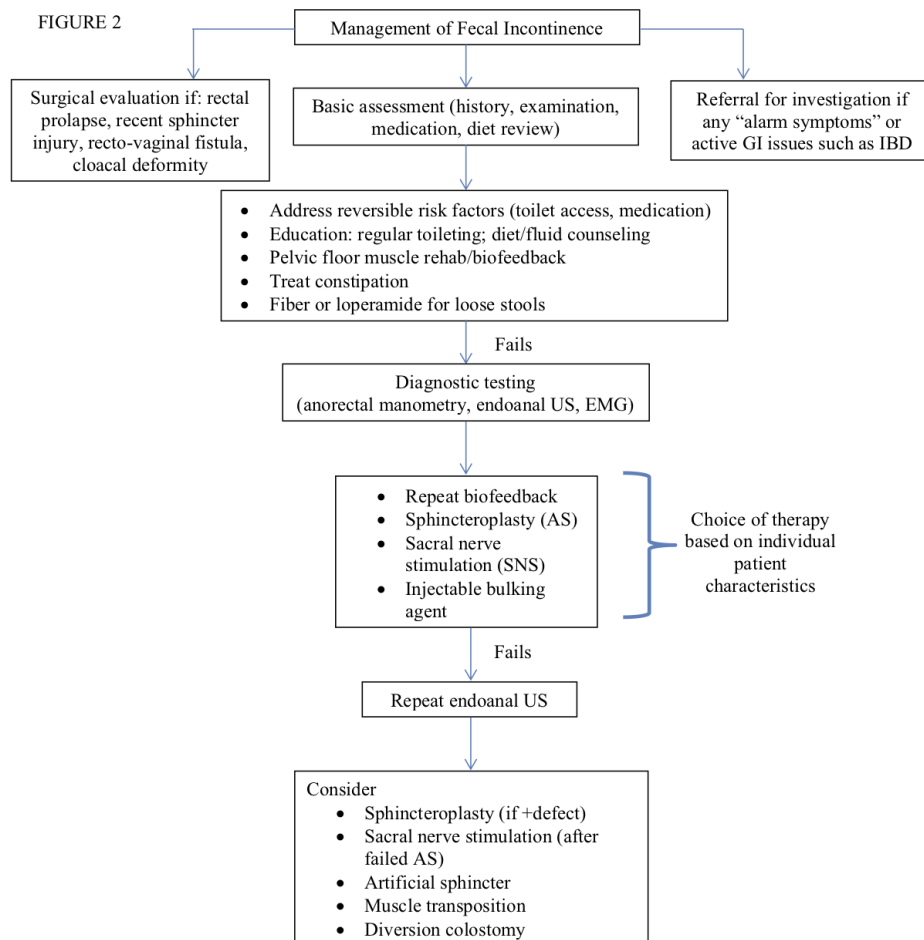 FIGURE 2
Management of Fecal Incontinence
Surgical evaluation if: rectal
prolapse, recent sphincter
injury, recto-vaginal fistula,
cloacal deformity
Basic assessment (history, examination,
medication, diet review)
Referral for investigation if
any “alarm symptoms” or
active GI issues such as IBD
• Address reversible risk factors (toilet access, medication)
• Education: regular toileting; diet/fluid counseling
• Pelvic floor muscle rehab/biofeedback
• Treat constipation
• Fiber or loperamide for loose stools
Fails
Diagnostic testing
(anorectal manometry, endoanal US, EMG)
• Repeat biofeedback
• Sphincteroplasty (AS)
• Sacral nerve
stimulation (SNS)
• Injectable bulking
agent
Choice of therapy
based on individual
patient
characteristics
Fails
Repeat endoanal US
Consider
• Sphincteroplasty (if +defect)
• Sacral nerve stimulation (after
failed AS)
• Artificial sphincter
• Muscle transposition
• Diversion colostomy